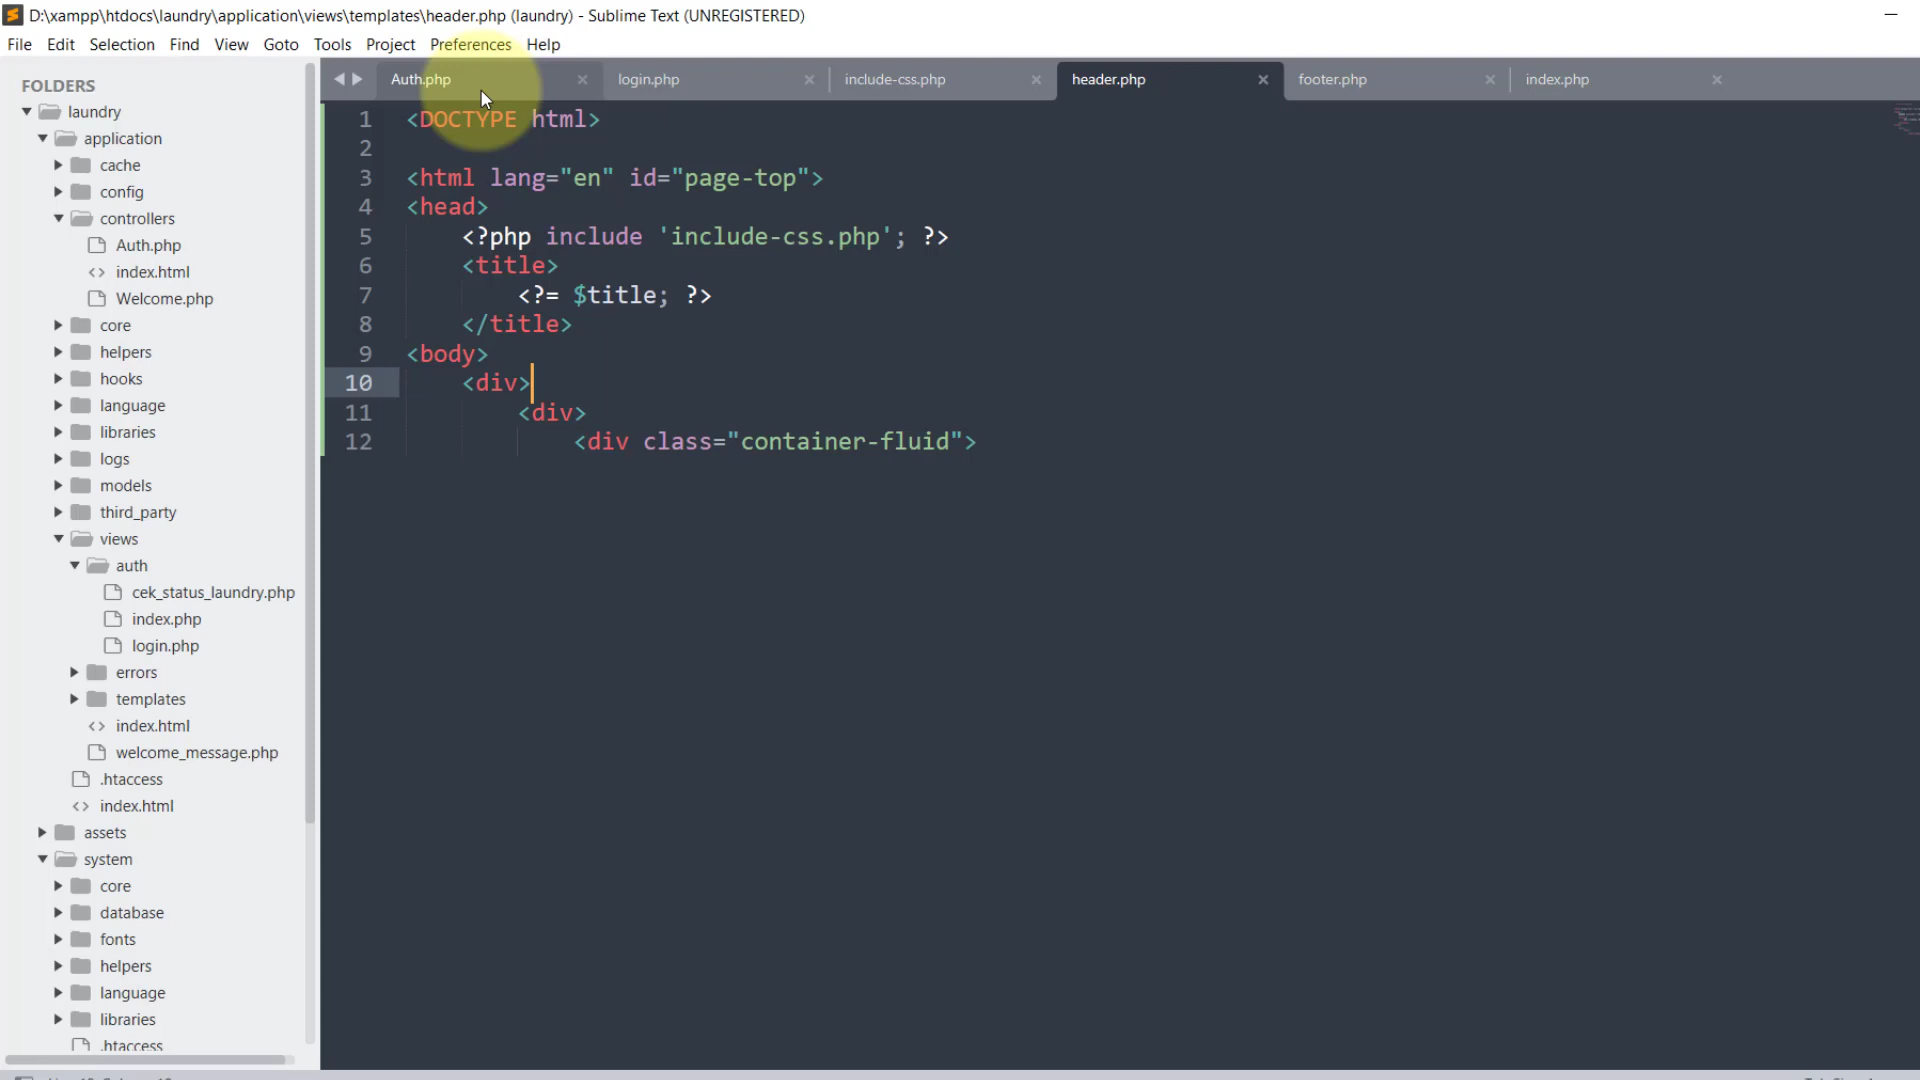 D:\xampp\htdocs\laundry\application\views\templates\header.php (laundry) - Sublime Text (UNREGISTERED)
File Edit Selection Find View Goto Tools Project Preferences Help
FOLDERS
laundry
application
cache
config
controllers
Auth.php
index.html
Welcome.php
core
helpers
hooks
language
libraries
logs
models
third_party
views
auth
cek_status_laundry.php
index.php
login.php
errors
templates
index.html
welcome_message.php
.htaccess
index.html
assets
system
core
database
fonts
helpers
language
libraries
.htaccess
Auth.php login.php include-css.php header.php footer.php index.php
1 <DOCTYPE html>
2
3 <html lang="en" id="page-top">
4 <head>
5 <?php include 'include-css.php'; ?>
6 <title>
7 <?= $title; ?>
8 </title>
9 <body>
10 <div>
11 <div>
12 <div class="container-fluid">